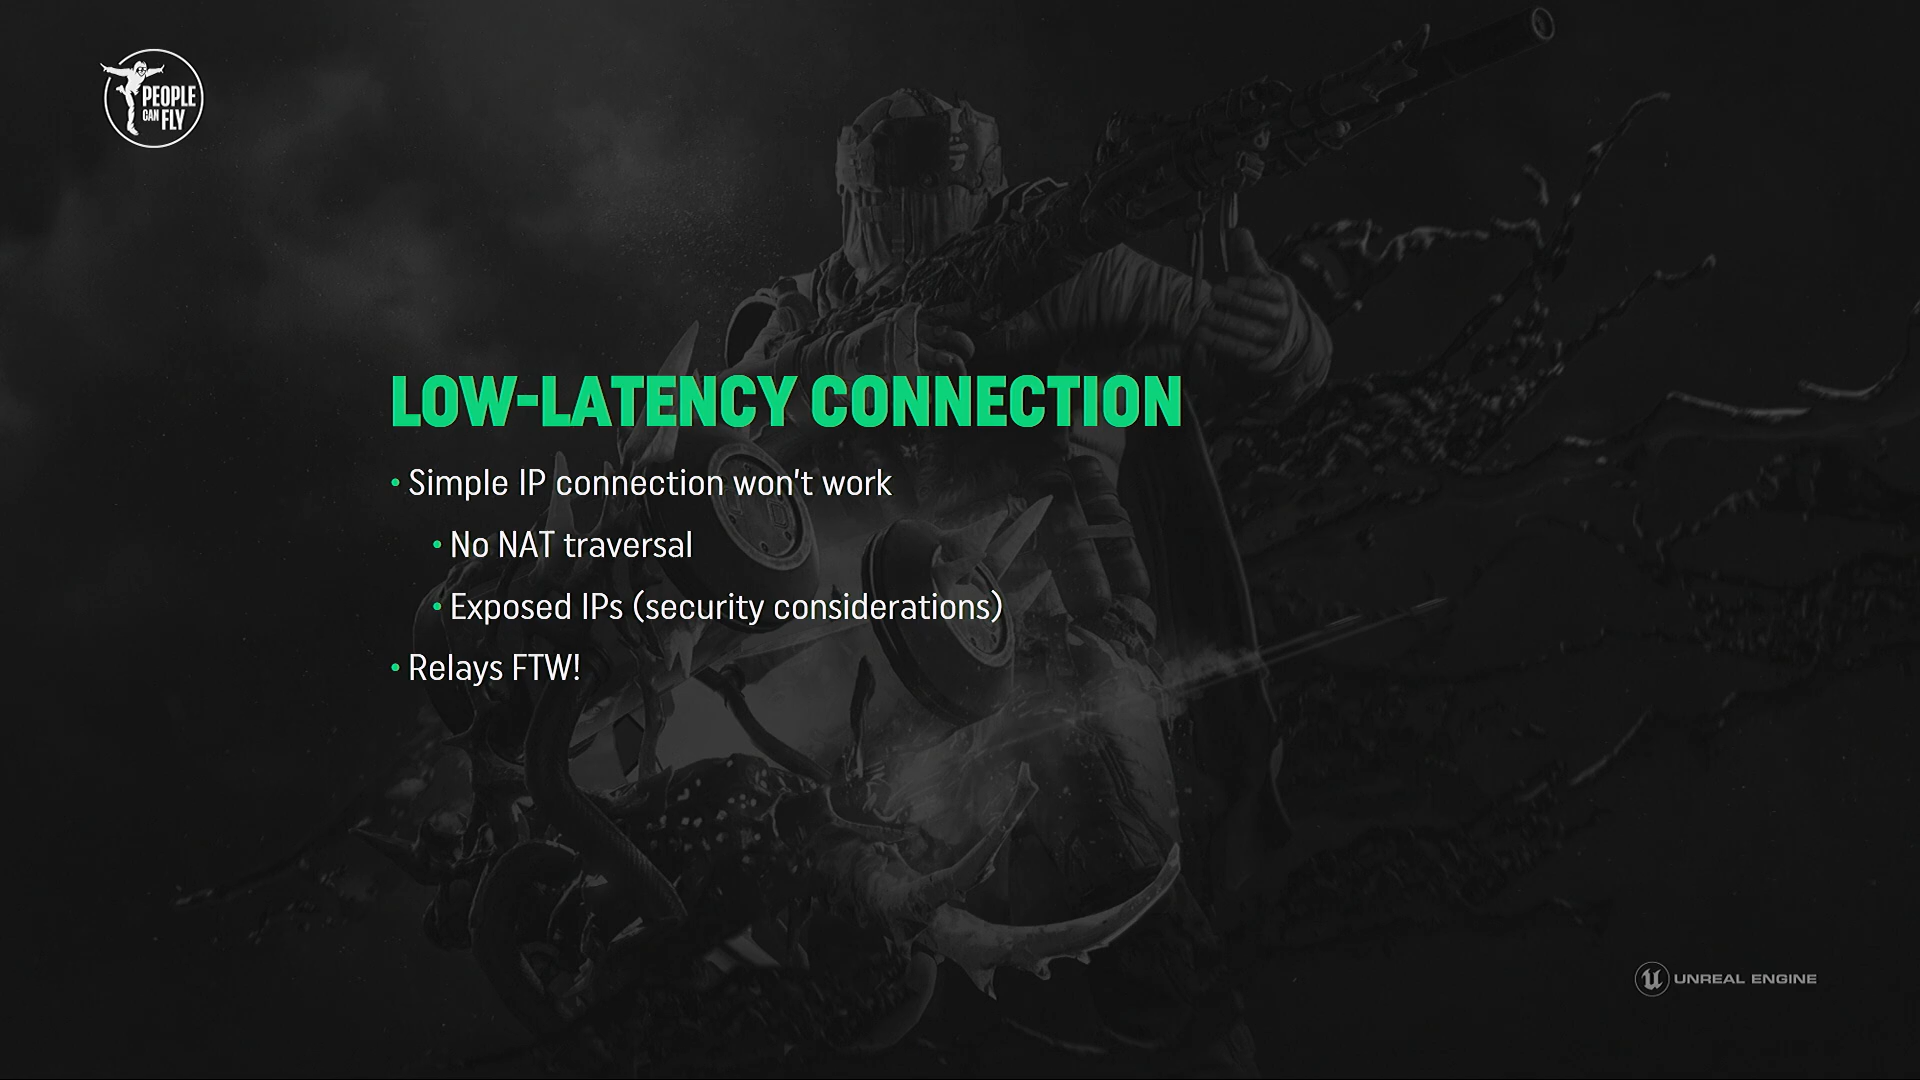 PEOPLE
CAN FLY
LOW-LATENCY CONNECTION
• Simple IP connection won't work
• No NAT traversal
• Exposed IPs (security considerations)
• Relays FTW!
UNREAL ENGINE